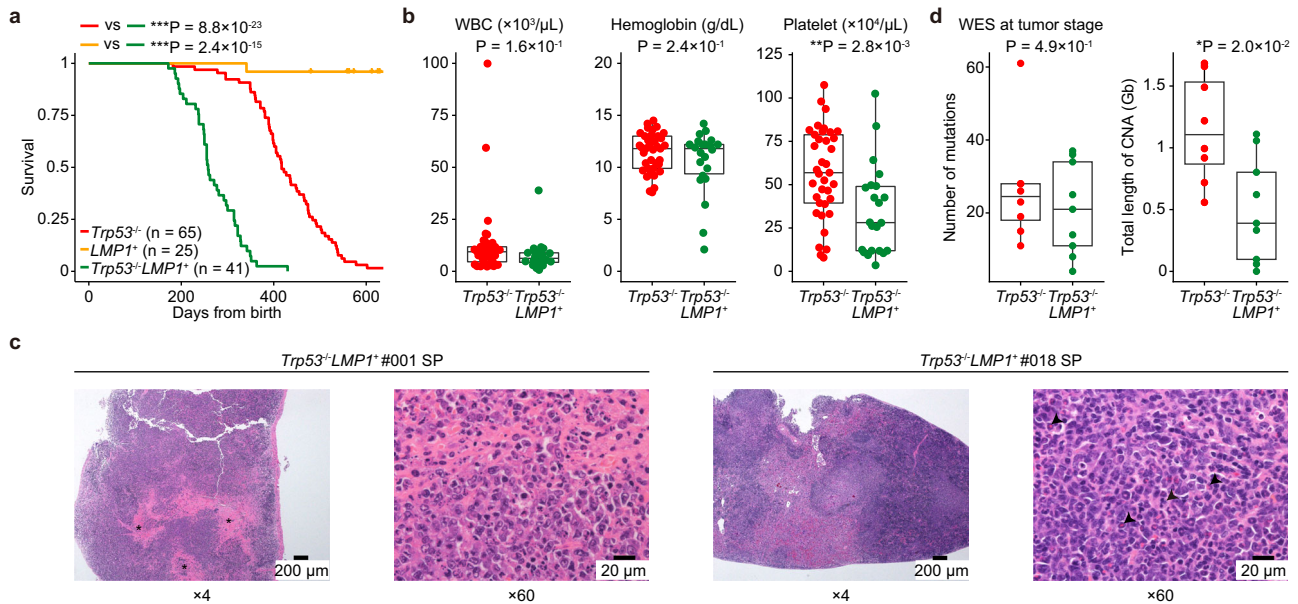 a
vs ***P = 8.8×10⁻²³
vs ***P = 2.4×10⁻¹⁵
1
0.75
0.5
0.25
0
Survival
Trp53⁻/⁻ (n = 65)
LMP1⁺ (n = 25)
Trp53⁻/⁻LMP1⁺ (n = 41)
0 200 400 600
Days from birth
b
WBC (×10³/μL)
P = 1.6×10⁻¹
100
75
50
25
0
Trp53⁻/⁻ Trp53⁻/⁻
LMP1⁺
Hemoglobin (g/dL)
P = 2.4×10⁻¹
20
15
10
5
0
Trp53⁻/⁻ Trp53⁻/⁻
LMP1⁺
Platelet (×10⁴/μL)
**P = 2.8×10⁻³
125
100
75
50
25
0
Trp53⁻/⁻ Trp53⁻/⁻
LMP1⁺
d
WES at tumor stage
P = 4.9×10⁻¹
60
40
20
Number of mutations
Trp53⁻/⁻ Trp53⁻/⁻
LMP1⁺
*P = 2.0×10⁻²
1.5
1
0.5
0
Total length of CNA (Gb)
Trp53⁻/⁻ Trp53⁻/⁻
LMP1⁺
c
Trp53⁻/⁻LMP1⁺ #001 SP
*
*
*
200 μm
×4
20 μm
×60
Trp53⁻/⁻LMP1⁺ #018 SP
200 μm
×4
20 μm
×60